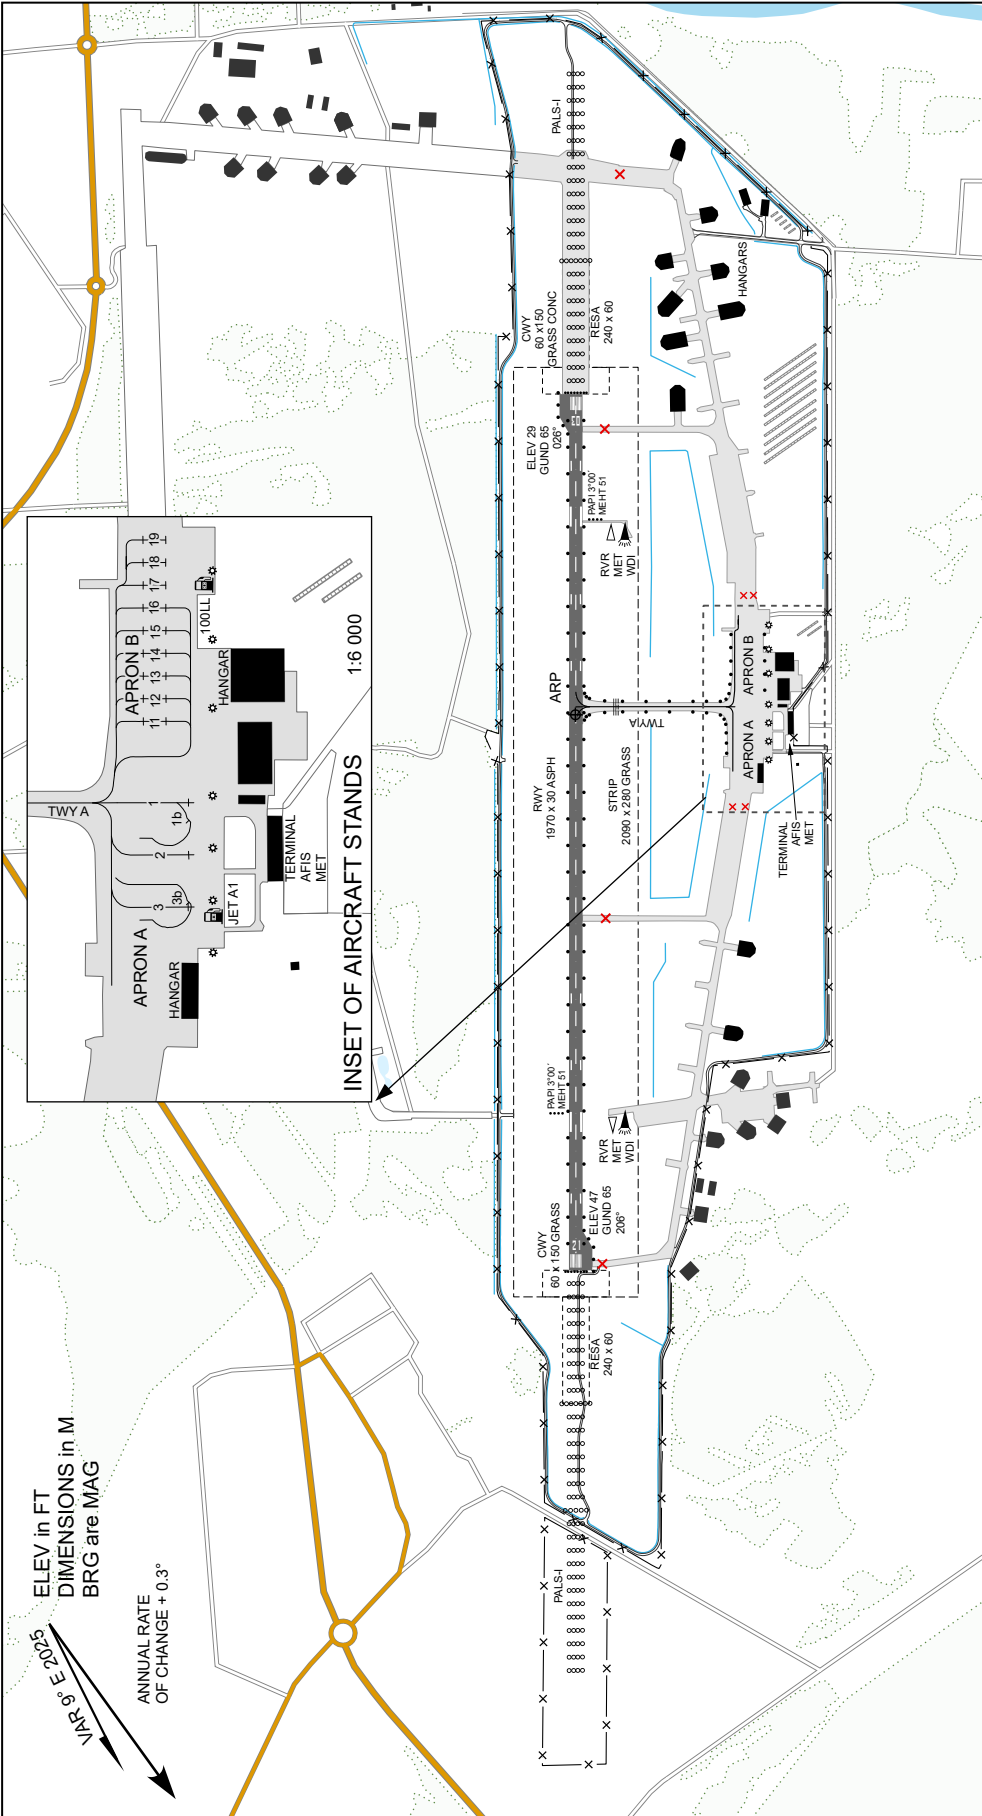 ELEV in FT
DIMENSIONS in M
BRG are MAG
VAR 9° E 2025
ANNUAL RATE
OF CHANGE + 0.3°
INSET OF AIRCRAFT STANDS
1:6 000
TWY A
APRON A
APRON B
HANGAR
HANGAR
JET A1
100LL
TERMINAL
AFIS
MET
3
3b
2
1b
1
11
12
13
14
15
16
17
18
19
PALS-I
CWY
60 x 150 GRASS
RESA
240 x 60
ELEV 47
GUND 65
206°
21
PAPI 3°00'
MEHT 51
RVR
MET
WDI
RWY
1970 x 30 ASPH
STRIP
2090 x 280 GRASS
ARP
TWY A
APRON A
APRON B
TERMINAL
AFIS
MET
RVR
MET
WDI
PAPI 3°00'
MEHT 51
ELEV 29
GUND 65
026°
CWY
60 x150
GRASS CONC
RESA
240 x 60
HANGARS
PALS-I